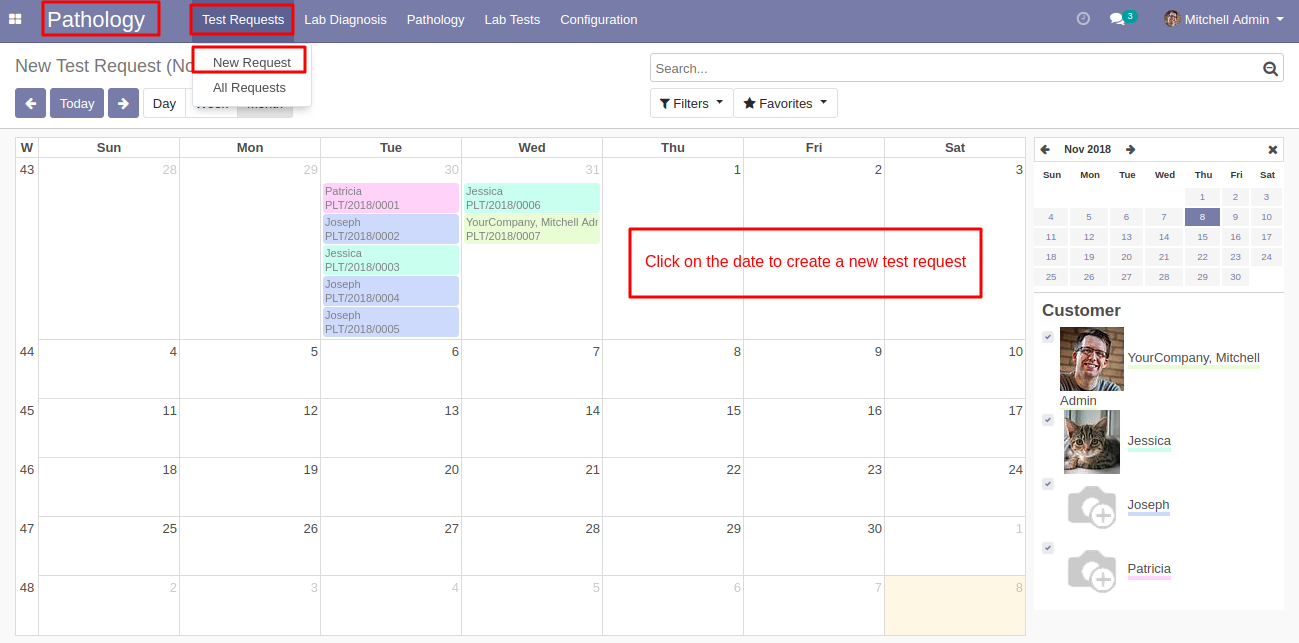 Pathology Test Requests Lab Diagnosis Pathology Lab Tests Configuration 3 Mitchell Admin
New Test Request (No
New Request
All Requests
Search...
Today Day Week Month
Filters Favorites
W Sun Mon Tue Wed Thu Fri Sat
43 28 29 30 31 1 2 3
Patricia
PLT/2018/0001
Joseph
PLT/2018/0002
Jessica
PLT/2018/0003
Joseph
PLT/2018/0004
Joseph
PLT/2018/0005
Jessica
PLT/2018/0006
YourCompany, Mitchell Adr
PLT/2018/0007
Click on the date to create a new test request
44 4 5 6 7 8 9 10
45 11 12 13 14 15 16 17
46 18 19 20 21 22 23 24
47 25 26 27 28 29 30 1
48 2 3 4 5 6 7 8
Nov 2018
Sun Mon Tue Wed Thu Fri Sat
1 2 3
4 5 6 7 8 9 10
11 12 13 14 15 16 17
18 19 20 21 22 23 24
25 26 27 28 29 30
Customer
YourCompany, Mitchell
Admin
Jessica
Joseph
Patricia